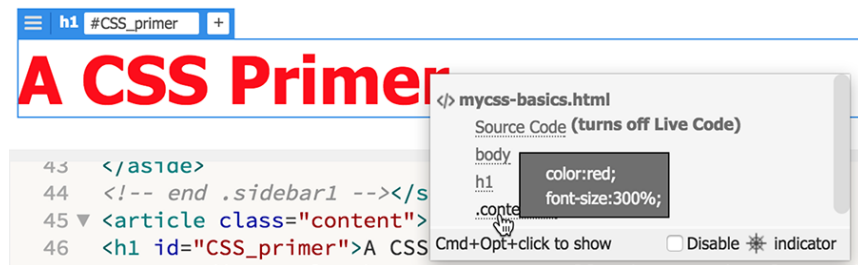 h1 #CSS_primer +
A CSS Primer
</> mycss-basics.html
Source Code (turns off Live Code)
body
h1
color:red;
font-size:300%;
.conte
Cmd+Opt+click to show Disable indicator
43 </aside>
44 <!-- end .sidebar1 --></s
45 <article class="content">
46 <h1 id="CSS_primer">A CSS